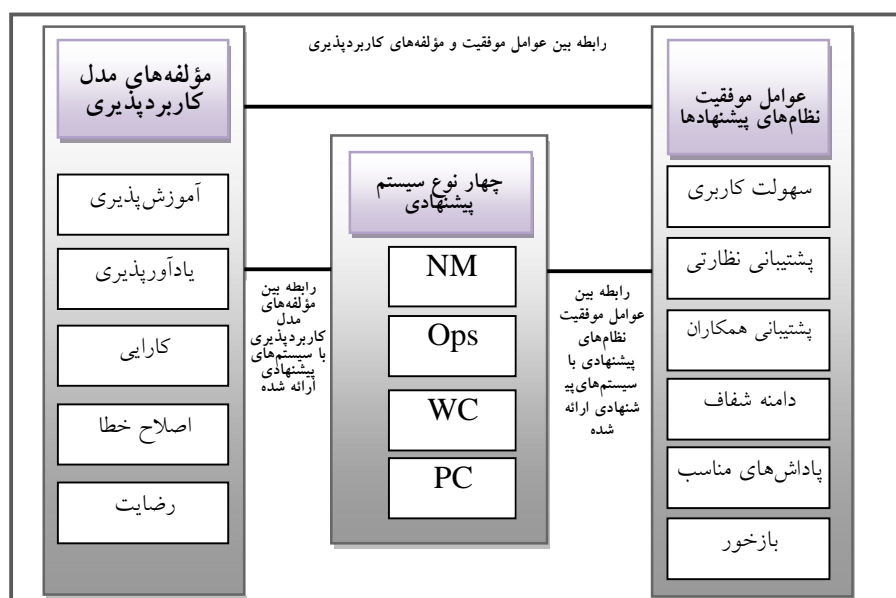 رابطه بین عوامل موفقیت و مؤلفه‌های کاربردپذیری
عوامل موفقیت
نظام‌های پیشنهادها
سهولت کاربری
پشتیبانی نظارتی
پشتیبانی همکاران
دامنه شفاف
پاداش‌های مناسب
بازخور
رابطه بین
عوامل موفقیت
نظام‌های
پیشنهادی با
سیستم‌های‌پی
شنهادی ارائه
شده
چهار نوع سیستم
پیشنهادی
NM
Ops
WC
PC
رابطه بین
مؤلفه‌های
مدل
کاربردپذیری
با سیستم‌های
پیشنهادی
ارائه شده
مؤلفه‌های مدل
کاربردپذیری
آموزش‌پذیری
یادآورپذیری
کارایی
اصلاح خطا
رضایت